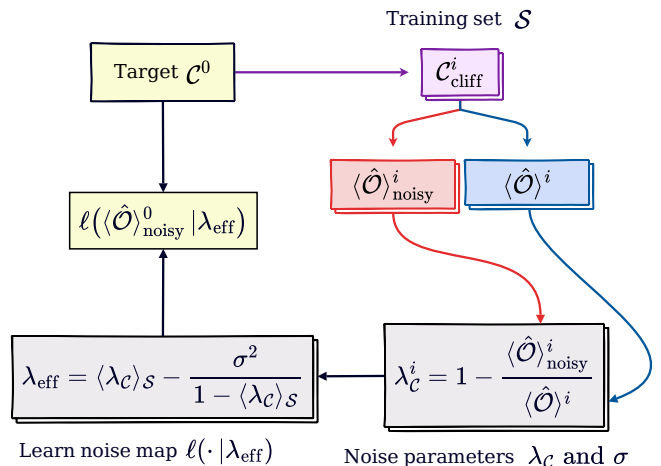 Training set 𝒮
Target 𝒞⁰
𝒞ⁱ_cliff
⟨𝒪̂⟩ⁱ_noisy
⟨𝒪̂⟩ⁱ
ℓ(⟨𝒪̂⟩⁰_noisy |λ_eff)
λ_eff = ⟨λ_𝒞⟩_𝒮 − σ² / (1 − ⟨λ_𝒞⟩_𝒮)
λⁱ_𝒞 = 1 − ⟨𝒪̂⟩ⁱ_noisy / ⟨𝒪̂⟩ⁱ
Learn noise map ℓ(· |λ_eff)
Noise parameters λ_𝒞 and σ